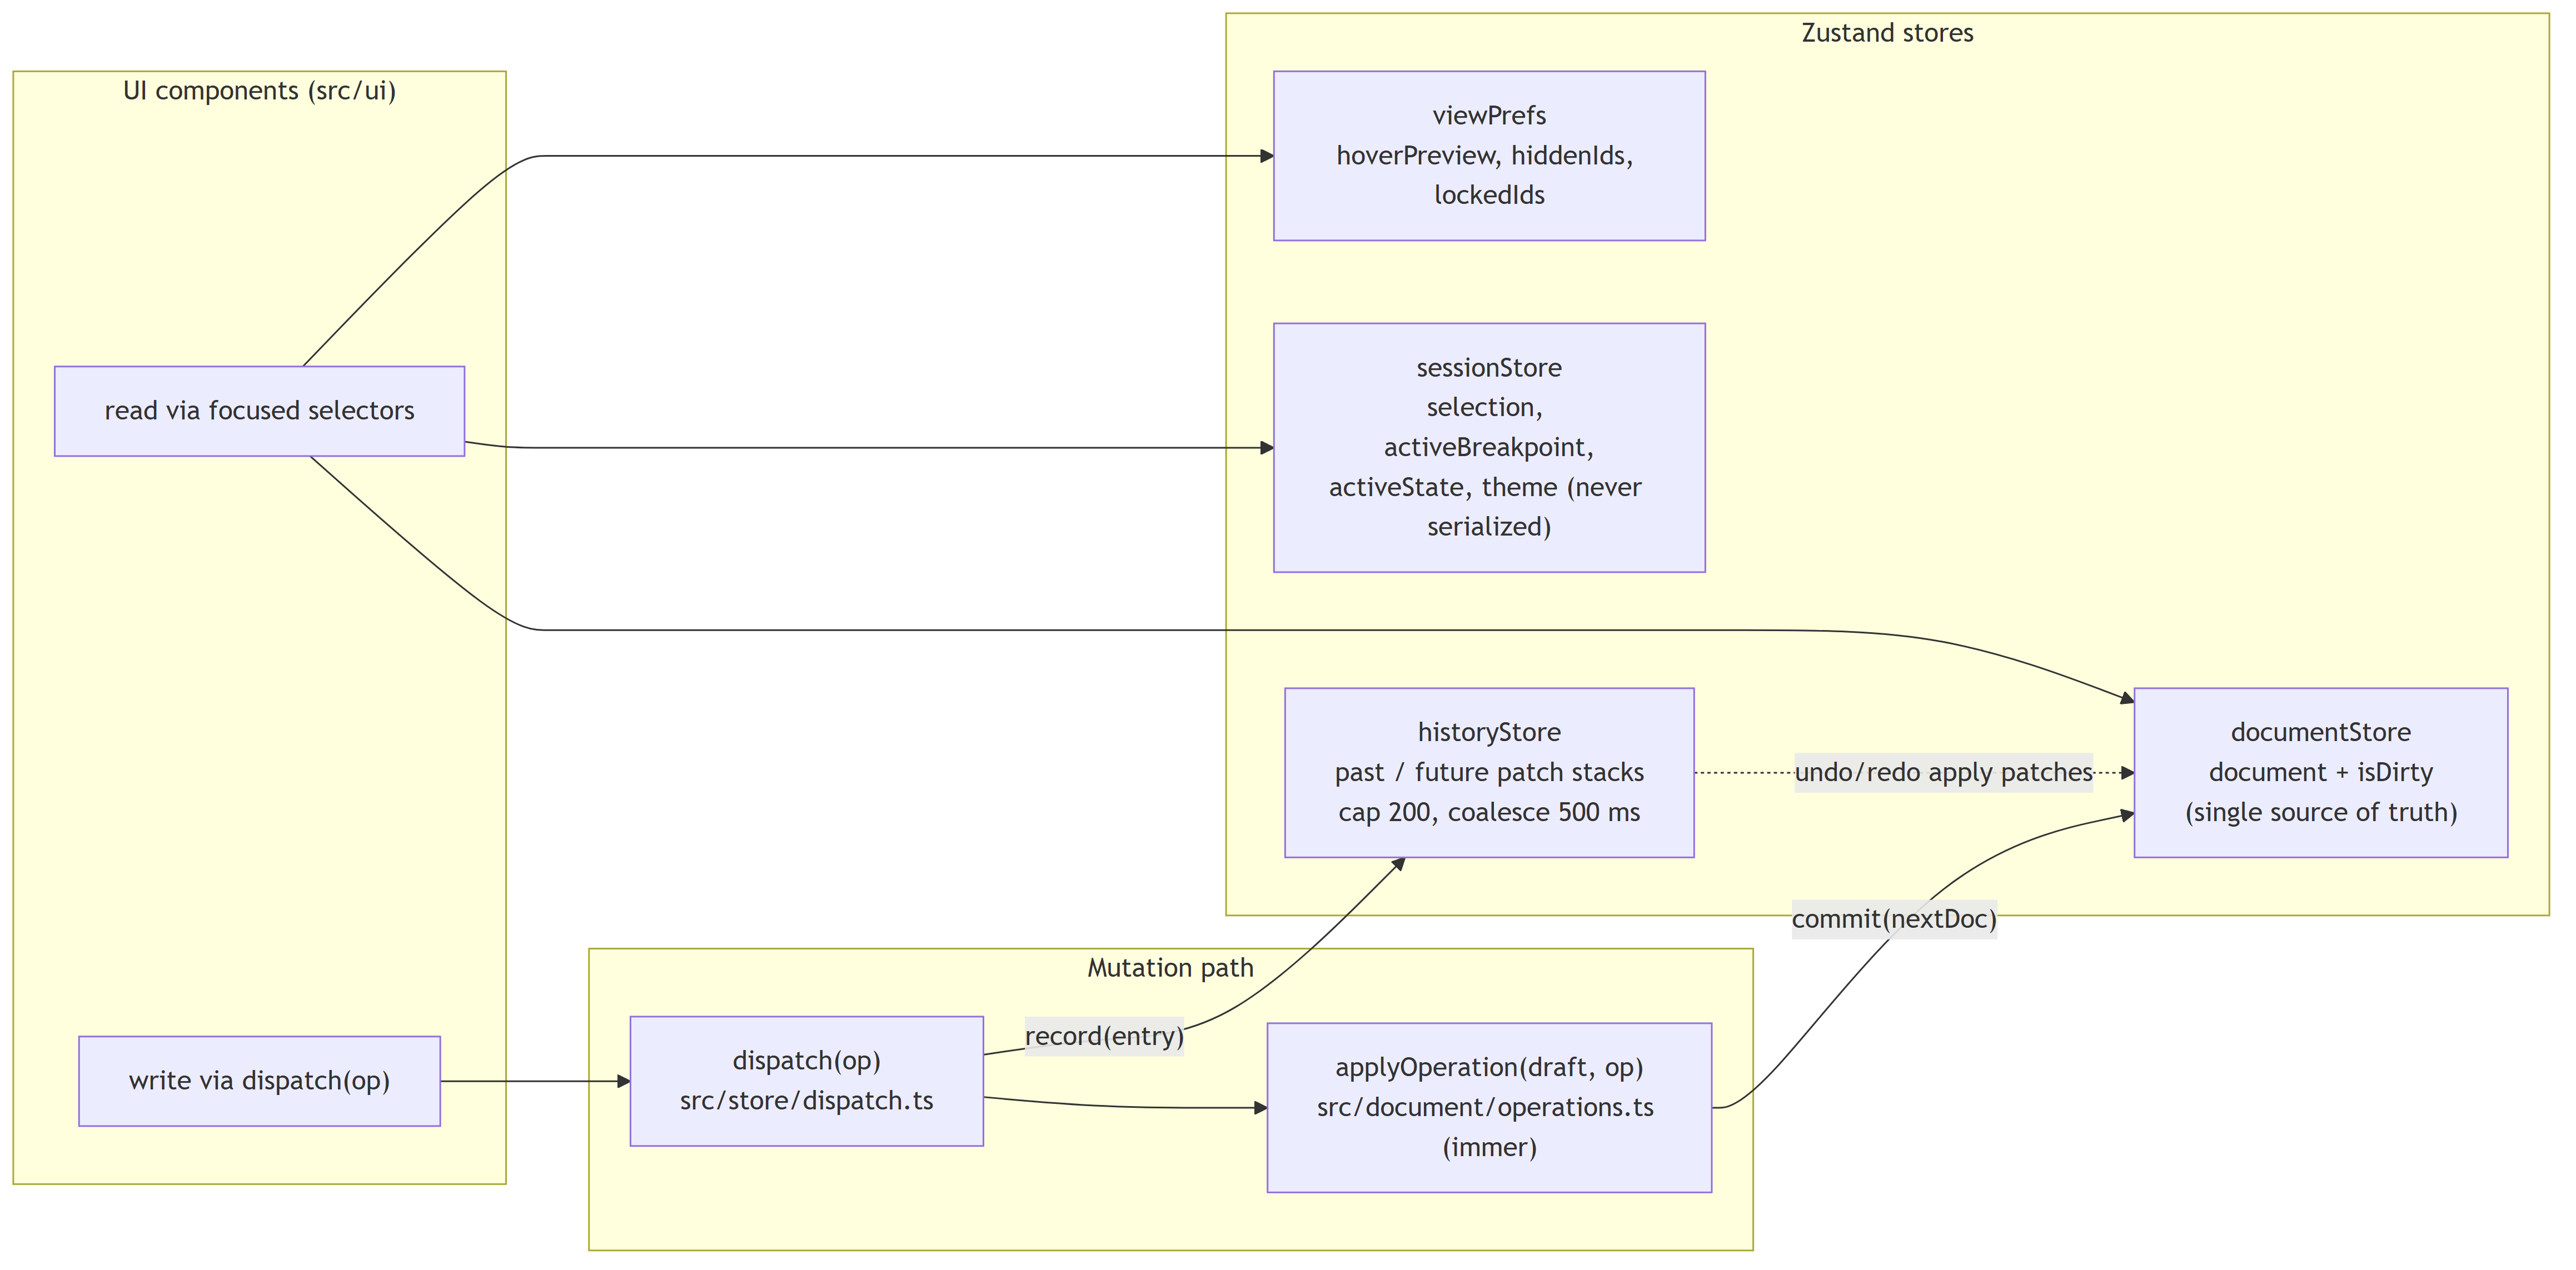 Zustand stores
UI components (src/ui)
viewPrefs
hoverPreview, hiddenIds,
lockedIds
read via focused selectors
sessionStore
selection,
activeBreakpoint,
activeState, theme (never
serialized)
historyStore
past / future patch stacks
cap 200, coalesce 500 ms
undo/redo apply patches
documentStore
document + isDirty
(single source of truth)
commit(nextDoc)
Mutation path
record(entry)
write via dispatch(op)
dispatch(op)
src/store/dispatch.ts
applyOperation(draft, op)
src/document/operations.ts
(immer)